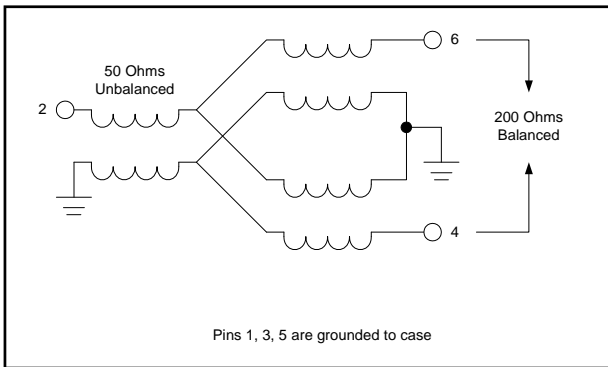 6
50 Ohms
Unbalanced
2
200 Ohms
Balanced
4
Pins 1, 3, 5 are grounded to case